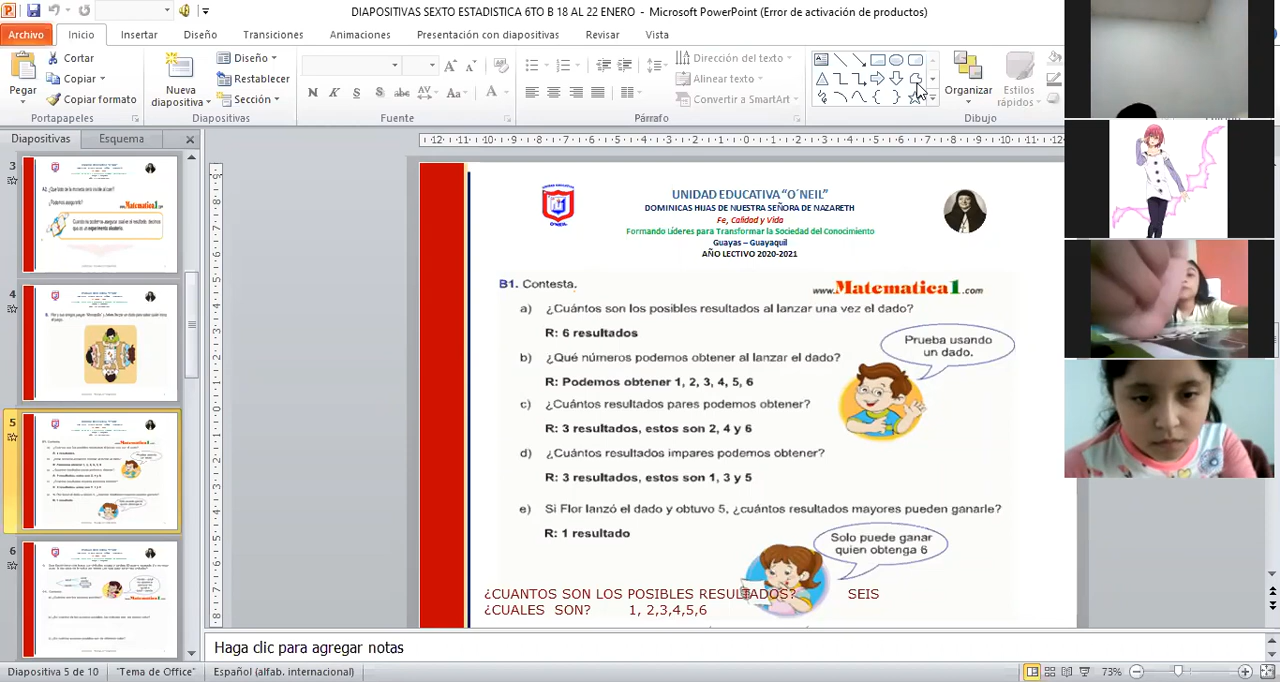 DIAPOSITIVAS SEXTO ESTADISTICA 6TO B 18 AL 22 ENERO - Microsoft PowerPoint (Error de activación de productos)
Archivo Inicio Insertar Diseño Transiciones Animaciones Presentación con diapositivas Revisar Vista
Pegar
Cortar
Copiar
Copiar formato
Portapapeles
Nueva diapositiva
Diseño
Restablecer
Sección
Diapositivas
Fuente
Dirección del texto
Alinear texto
Convertir a SmartArt
Párrafo
Organizar
Estilos rápidos
Dibujo
Diapositivas Esquema
3
4
5
6
UNIDAD EDUCATIVA "O´NEIL"
DOMINICAS HIJAS DE NUESTRA SEÑORA DE NAZARETH
Fe, Calidad y Vida
Formando Líderes para Transformar la Sociedad del Conocimiento
Guayas – Guayaquil
AÑO LECTIVO 2020-2021
O´NEIL
B1. Contesta.
www.Matematica1.com
a) ¿Cuántos son los posibles resultados al lanzar una vez el dado?
R: 6 resultados
b) ¿Qué números podemos obtener al lanzar el dado?
R: Podemos obtener 1, 2, 3, 4, 5, 6
c) ¿Cuántos resultados pares podemos obtener?
R: 3 resultados, estos son 2, 4 y 6
d) ¿Cuántos resultados impares podemos obtener?
R: 3 resultados, estos son 1, 3 y 5
e) Si Flor lanzó el dado y obtuvo 5, ¿cuántos resultados mayores pueden ganarle?
R: 1 resultado
Prueba usando
un dado.
Solo puede ganar
quien obtenga 6
¿CUANTOS SON LOS POSIBLES RESULTADOS? SEIS
¿CUALES SON? 1, 2,3,4,5,6
Haga clic para agregar notas
Diapositiva 5 de 10 "Tema de Office" Español (alfab. internacional) 73%